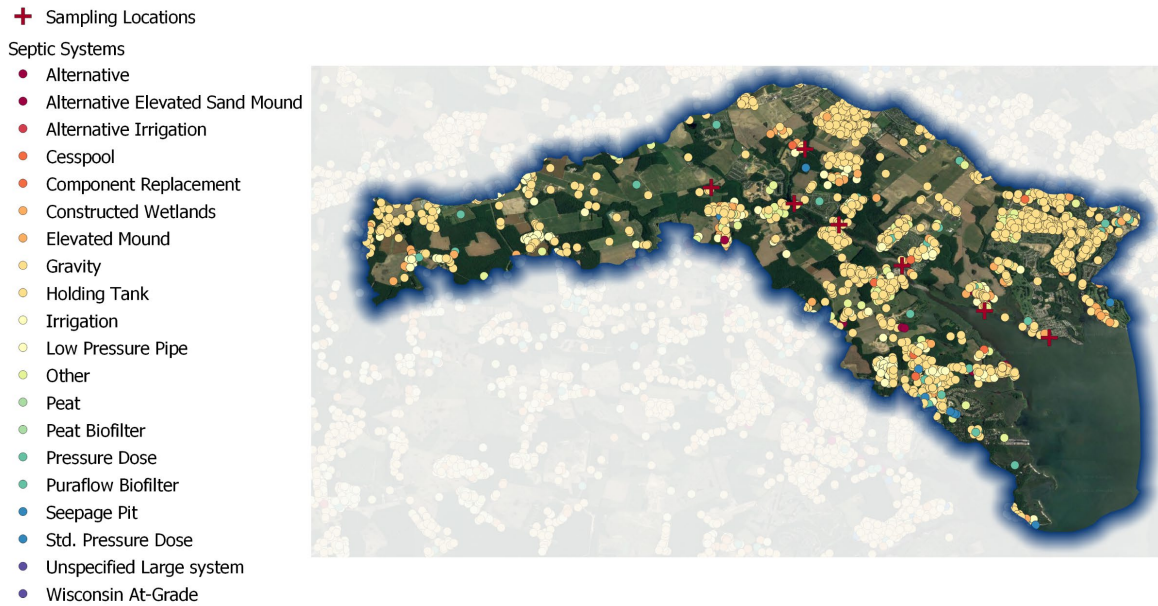 Sampling Locations
Septic Systems
Alternative
Alternative Elevated Sand Mound
Alternative Irrigation
Cesspool
Component Replacement
Constructed Wetlands
Elevated Mound
Gravity
Holding Tank
Irrigation
Low Pressure Pipe
Other
Peat
Peat Biofilter
Pressure Dose
Puraflow Biofilter
Seepage Pit
Std. Pressure Dose
Unspecified Large system
Wisconsin At-Grade